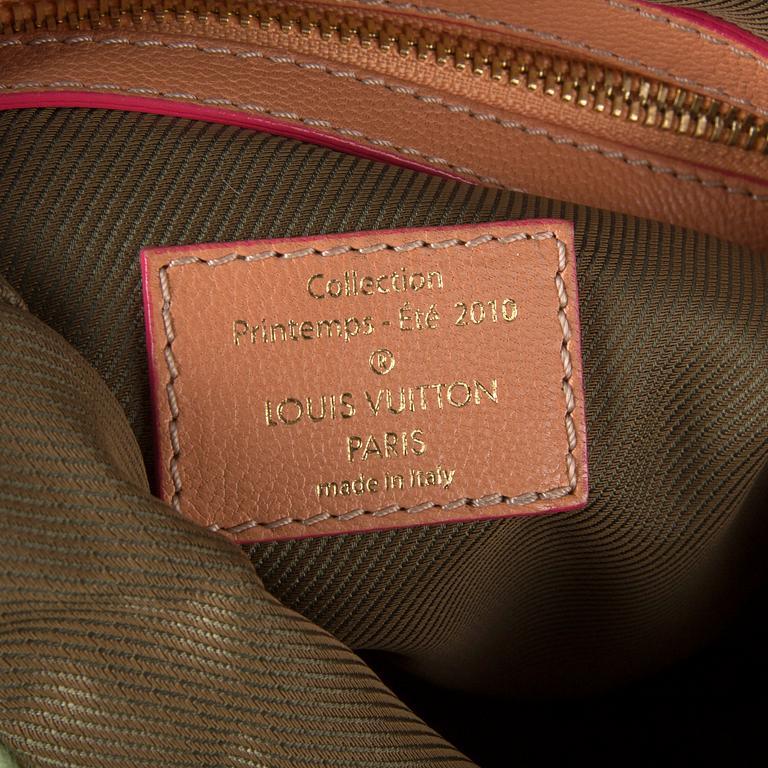 Collection
Printemps - Été 2010
®
LOUIS VUITTON
PARIS
made in Italy